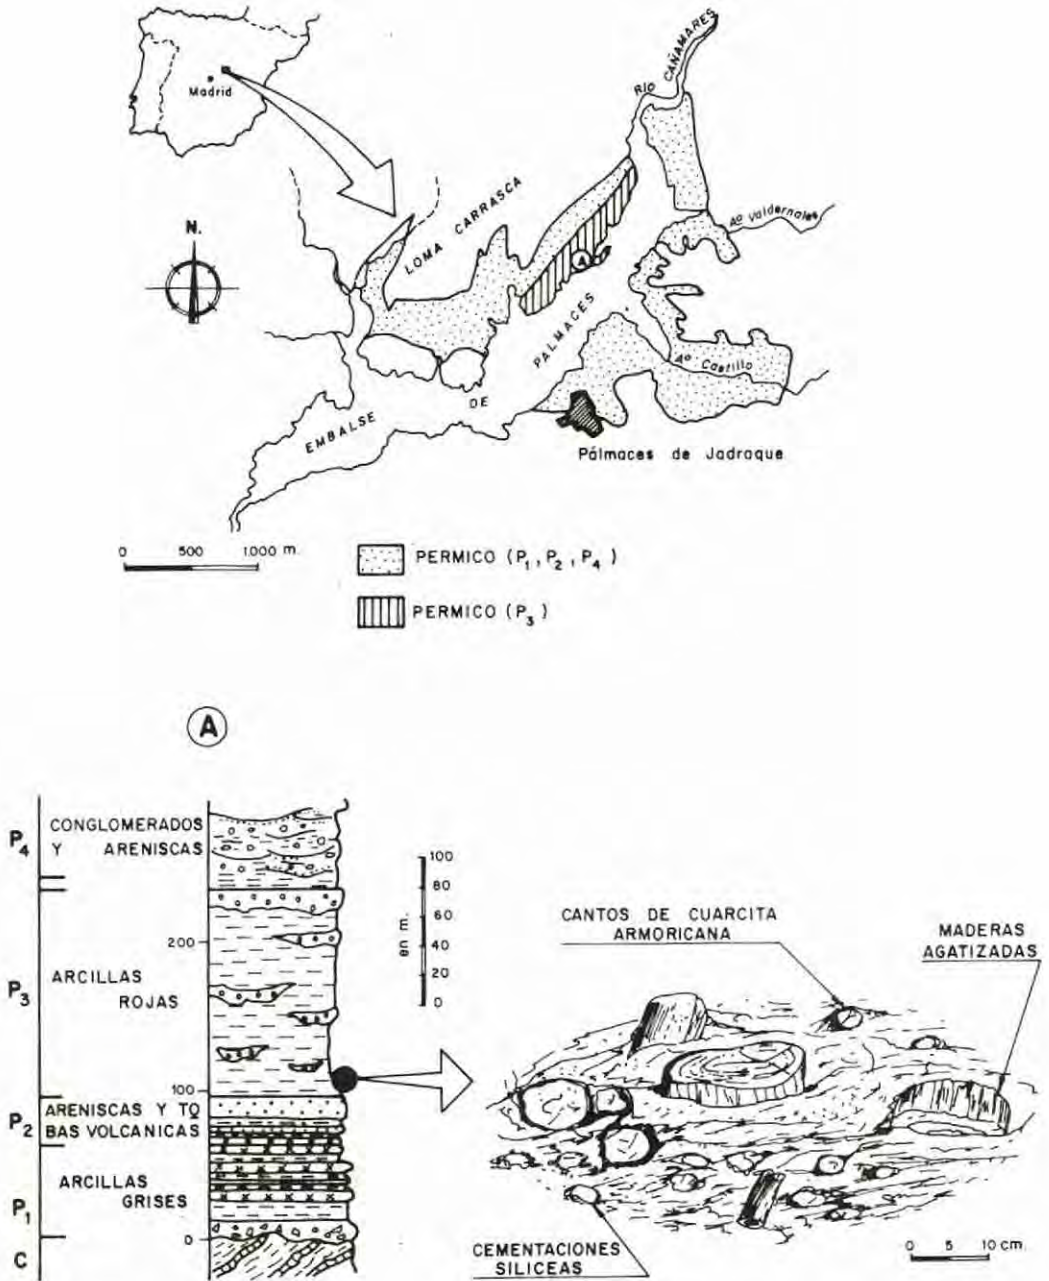 Madrid
N.
RIO CAÑAMARES
LOMA CARRASCA
Aº Valdernales
A
EMBALSE DE PALMACES
Aº Castillo
Pálmaces de Jadraque
0 500 1000 m.
PERMICO (P1, P2, P4)
PERMICO (P3)
A
P4
CONGLOMERADOS
Y ARENISCAS
100
80
60
40
20
0
en m.
200
P3
ARCILLAS
ROJAS
100
P2
ARENISCAS Y TO
BAS VOLCANICAS
P1
ARCILLAS
GRISES
0
C
CANTOS DE CUARCITA
ARMORICANA
MADERAS
AGATIZADAS
CEMENTACIONES
SILICEAS
0 5 10 cm.